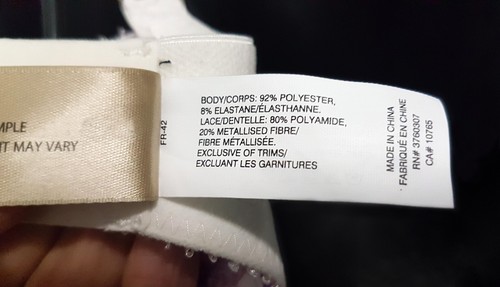 MPLE
IT MAY VARY
FR-42
BODY/CORPS: 92% POLYESTER,
8% ELASTANE/ÉLASTHANNE.
LACE/DENTELLE: 80% POLYAMIDE,
20% METALLISED FIBRE/
FIBRE MÉTALLISÉE.
EXCLUSIVE OF TRIMS/
EXCLUANT LES GARNITURES
MADE IN CHINA
FABRIQUÉ EN CHINE
RN# 3760307
CA# 10765